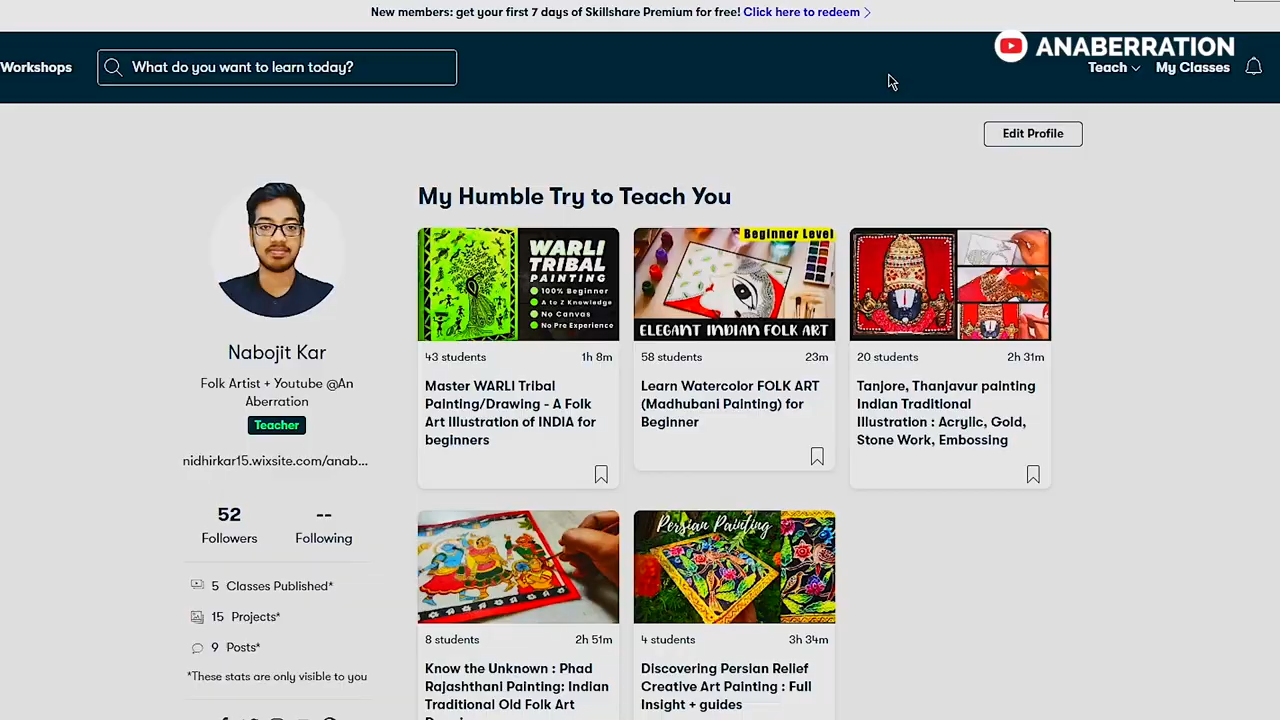 New members: get your first 7 days of Skillshare Premium for free! Click here to redeem
ANABERRATION
Workshops
What do you want to learn today?
Teach
My Classes
Edit Profile
My Humble Try to Teach You
WARLI
TRIBAL
PAINTING
100% Beginner
A to Z Knowledge
No Canvas
No Pre Experience
43 students
1h 8m
Master WARLI Tribal
Painting/Drawing - A Folk
Art Illustration of INDIA for
beginners
Beginner Level
ELEGANT INDIAN FOLK ART
58 students
23m
Learn Watercolor FOLK ART
(Madhubani Painting) for
Beginner
20 students
2h 31m
Tanjore, Thanjavur painting
Indian Traditional
Illustration : Acrylic, Gold,
Stone Work, Embossing
Nabojit Kar
Folk Artist + Youtube @An
Aberration
Teacher
nidhirkar15.wixsite.com/anab...
52
Followers
--
Following
5 Classes Published*
15 Projects*
9 Posts*
*These stats are only visible to you
8 students
2h 51m
Know the Unknown : Phad
Rajashthani Painting: Indian
Traditional Old Folk Art
Persian Painting
4 students
3h 34m
Discovering Persian Relief
Creative Art Painting : Full
Insight + guides